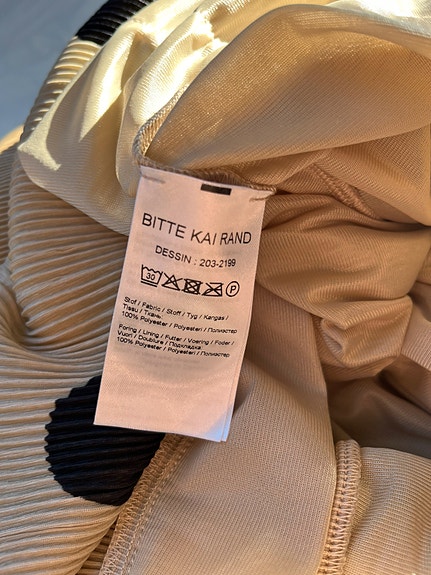 BITTE KAI RAND
DESSIN : 203-2199
30 P
Stof / Fabric / Stoff / Tyg / Kangas /
Tissu / Ткань
100% Polyester / Polyesteri / Полиэстер
Foring / Lining / Futter / Voering / Foder /
Vuori / Doublure / Подкладка
100% Polyester / Polyesteri / Полиэстер